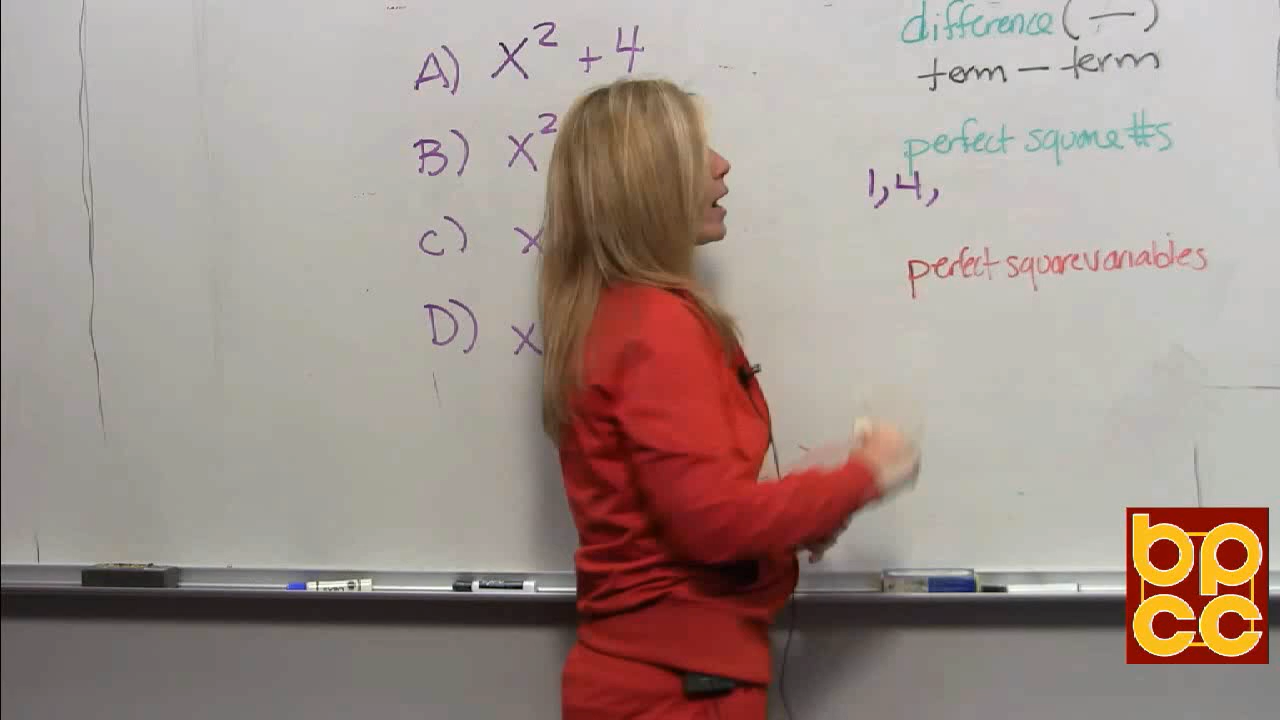 A) x² + 4
B) x²
C) x
D) x
difference (—)
term – term
perfect square #s
1, 4,
perfect square variables
bp
cc